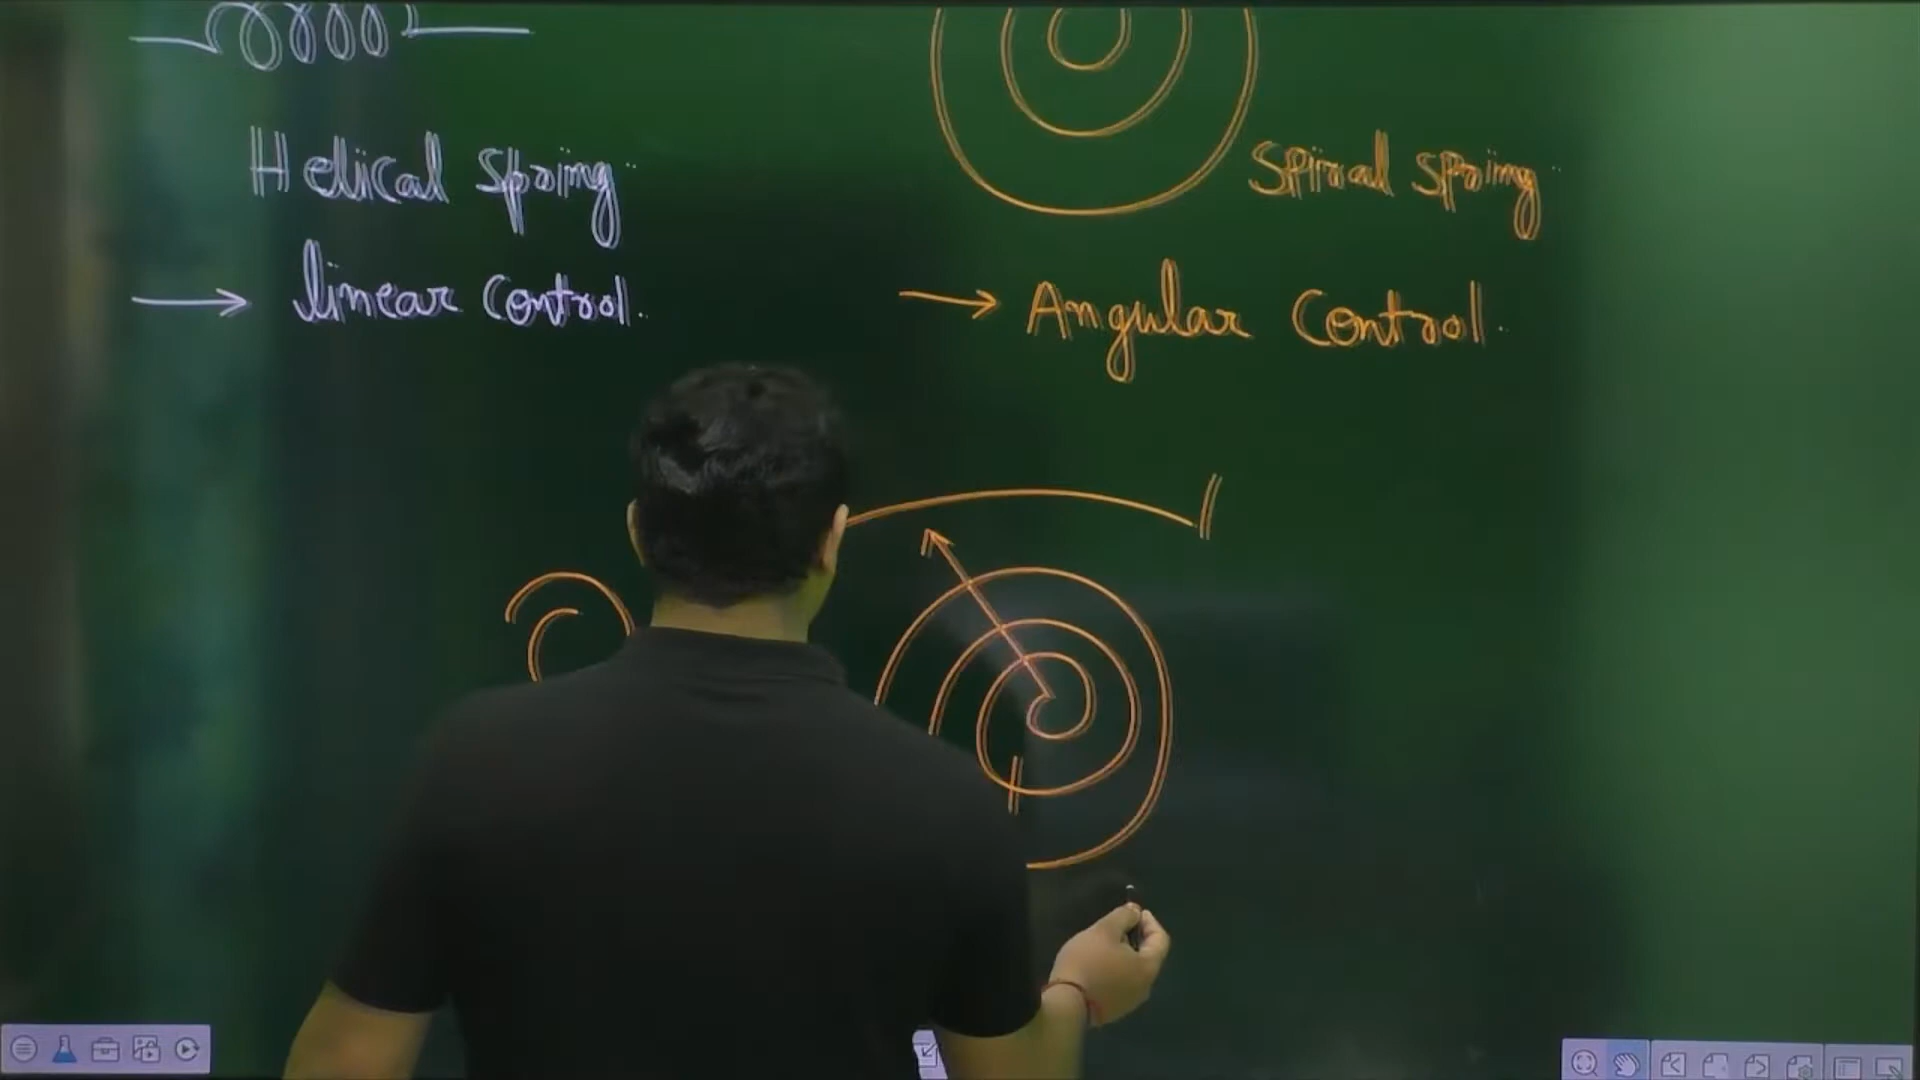 Helical Spring
→ linear Control.
Spiral Spring
→ Angular Control.